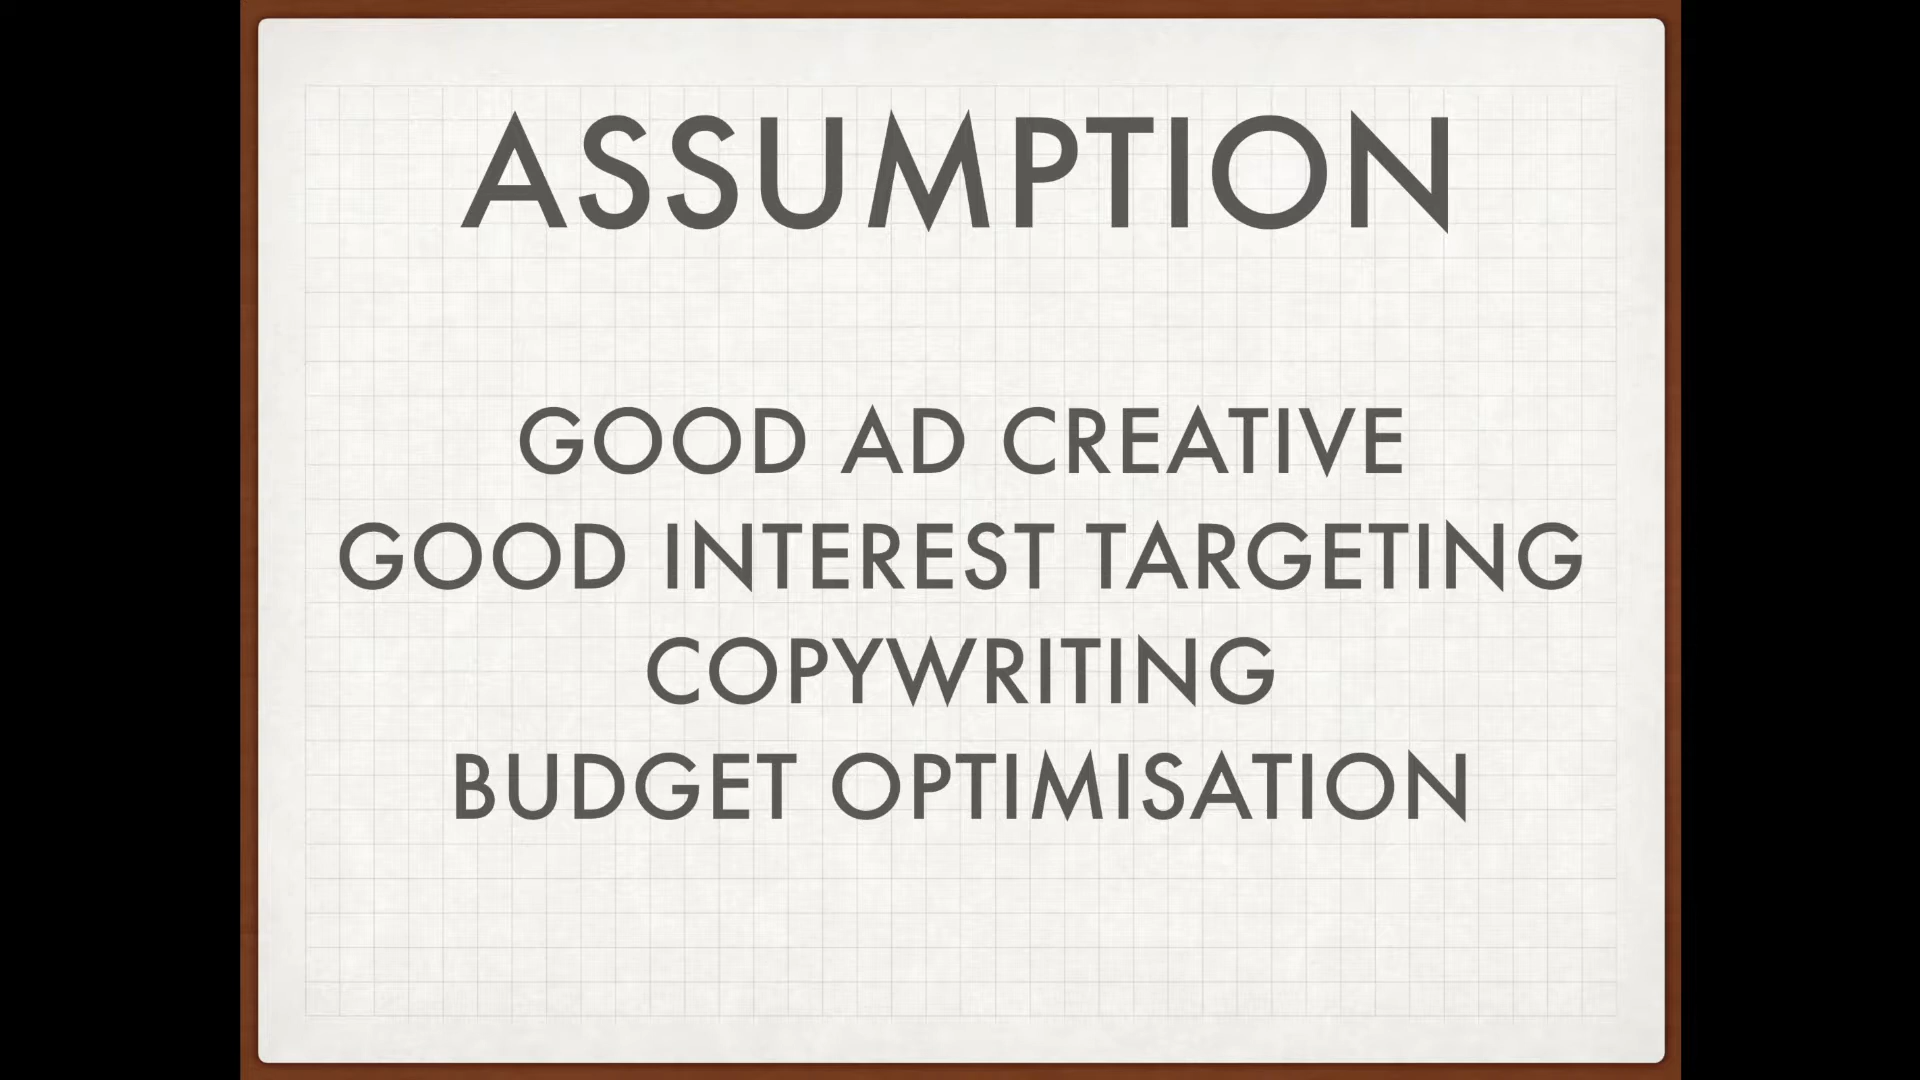 ASSUMPTION
GOOD AD CREATIVE
GOOD INTEREST TARGETING
COPYWRITING
BUDGET OPTIMISATION